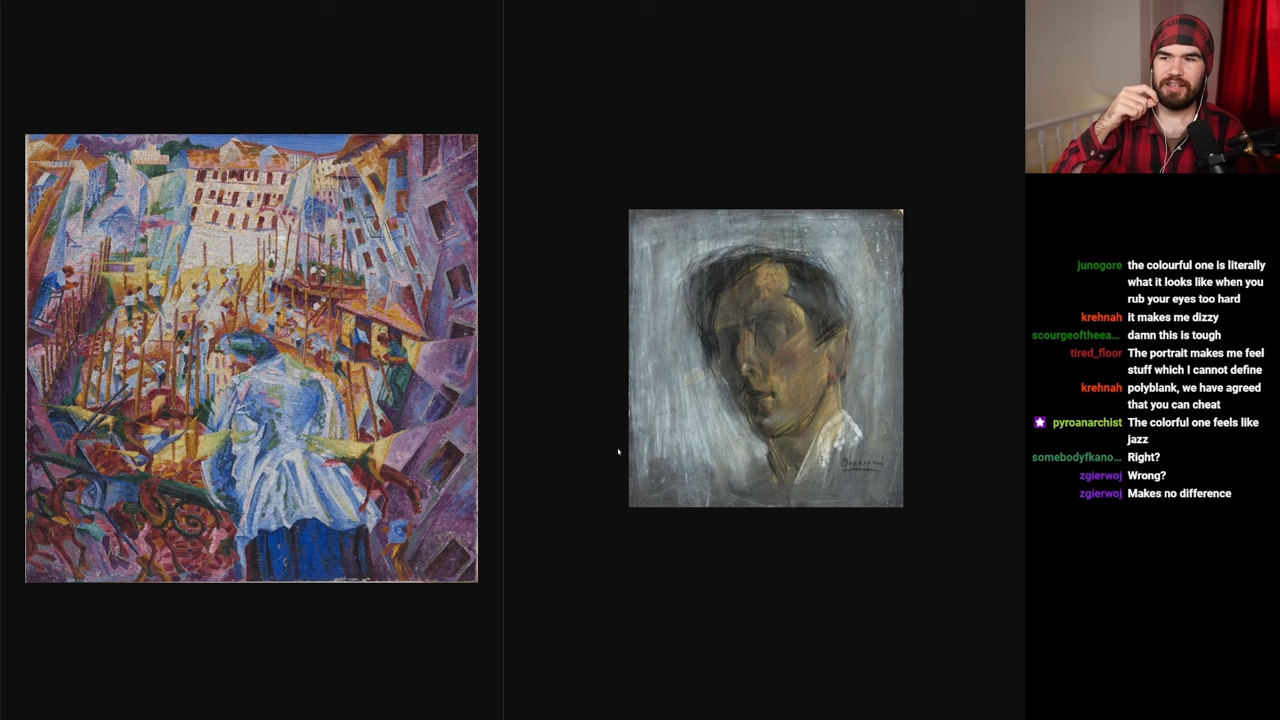 Boccioni
junogore the colourful one is literally
what it looks like when you
rub your eyes too hard
krehnah it makes me dizzy
scourgeoftheea... damn this is tough
tired_floor The portrait makes me feel
stuff which I cannot define
krehnah polyblank, we have agreed
that you can cheat
pyroanarchist The colorful one feels like
jazz
somebodyfkano... Right?
zgierwoj Wrong?
zgierwoj Makes no difference